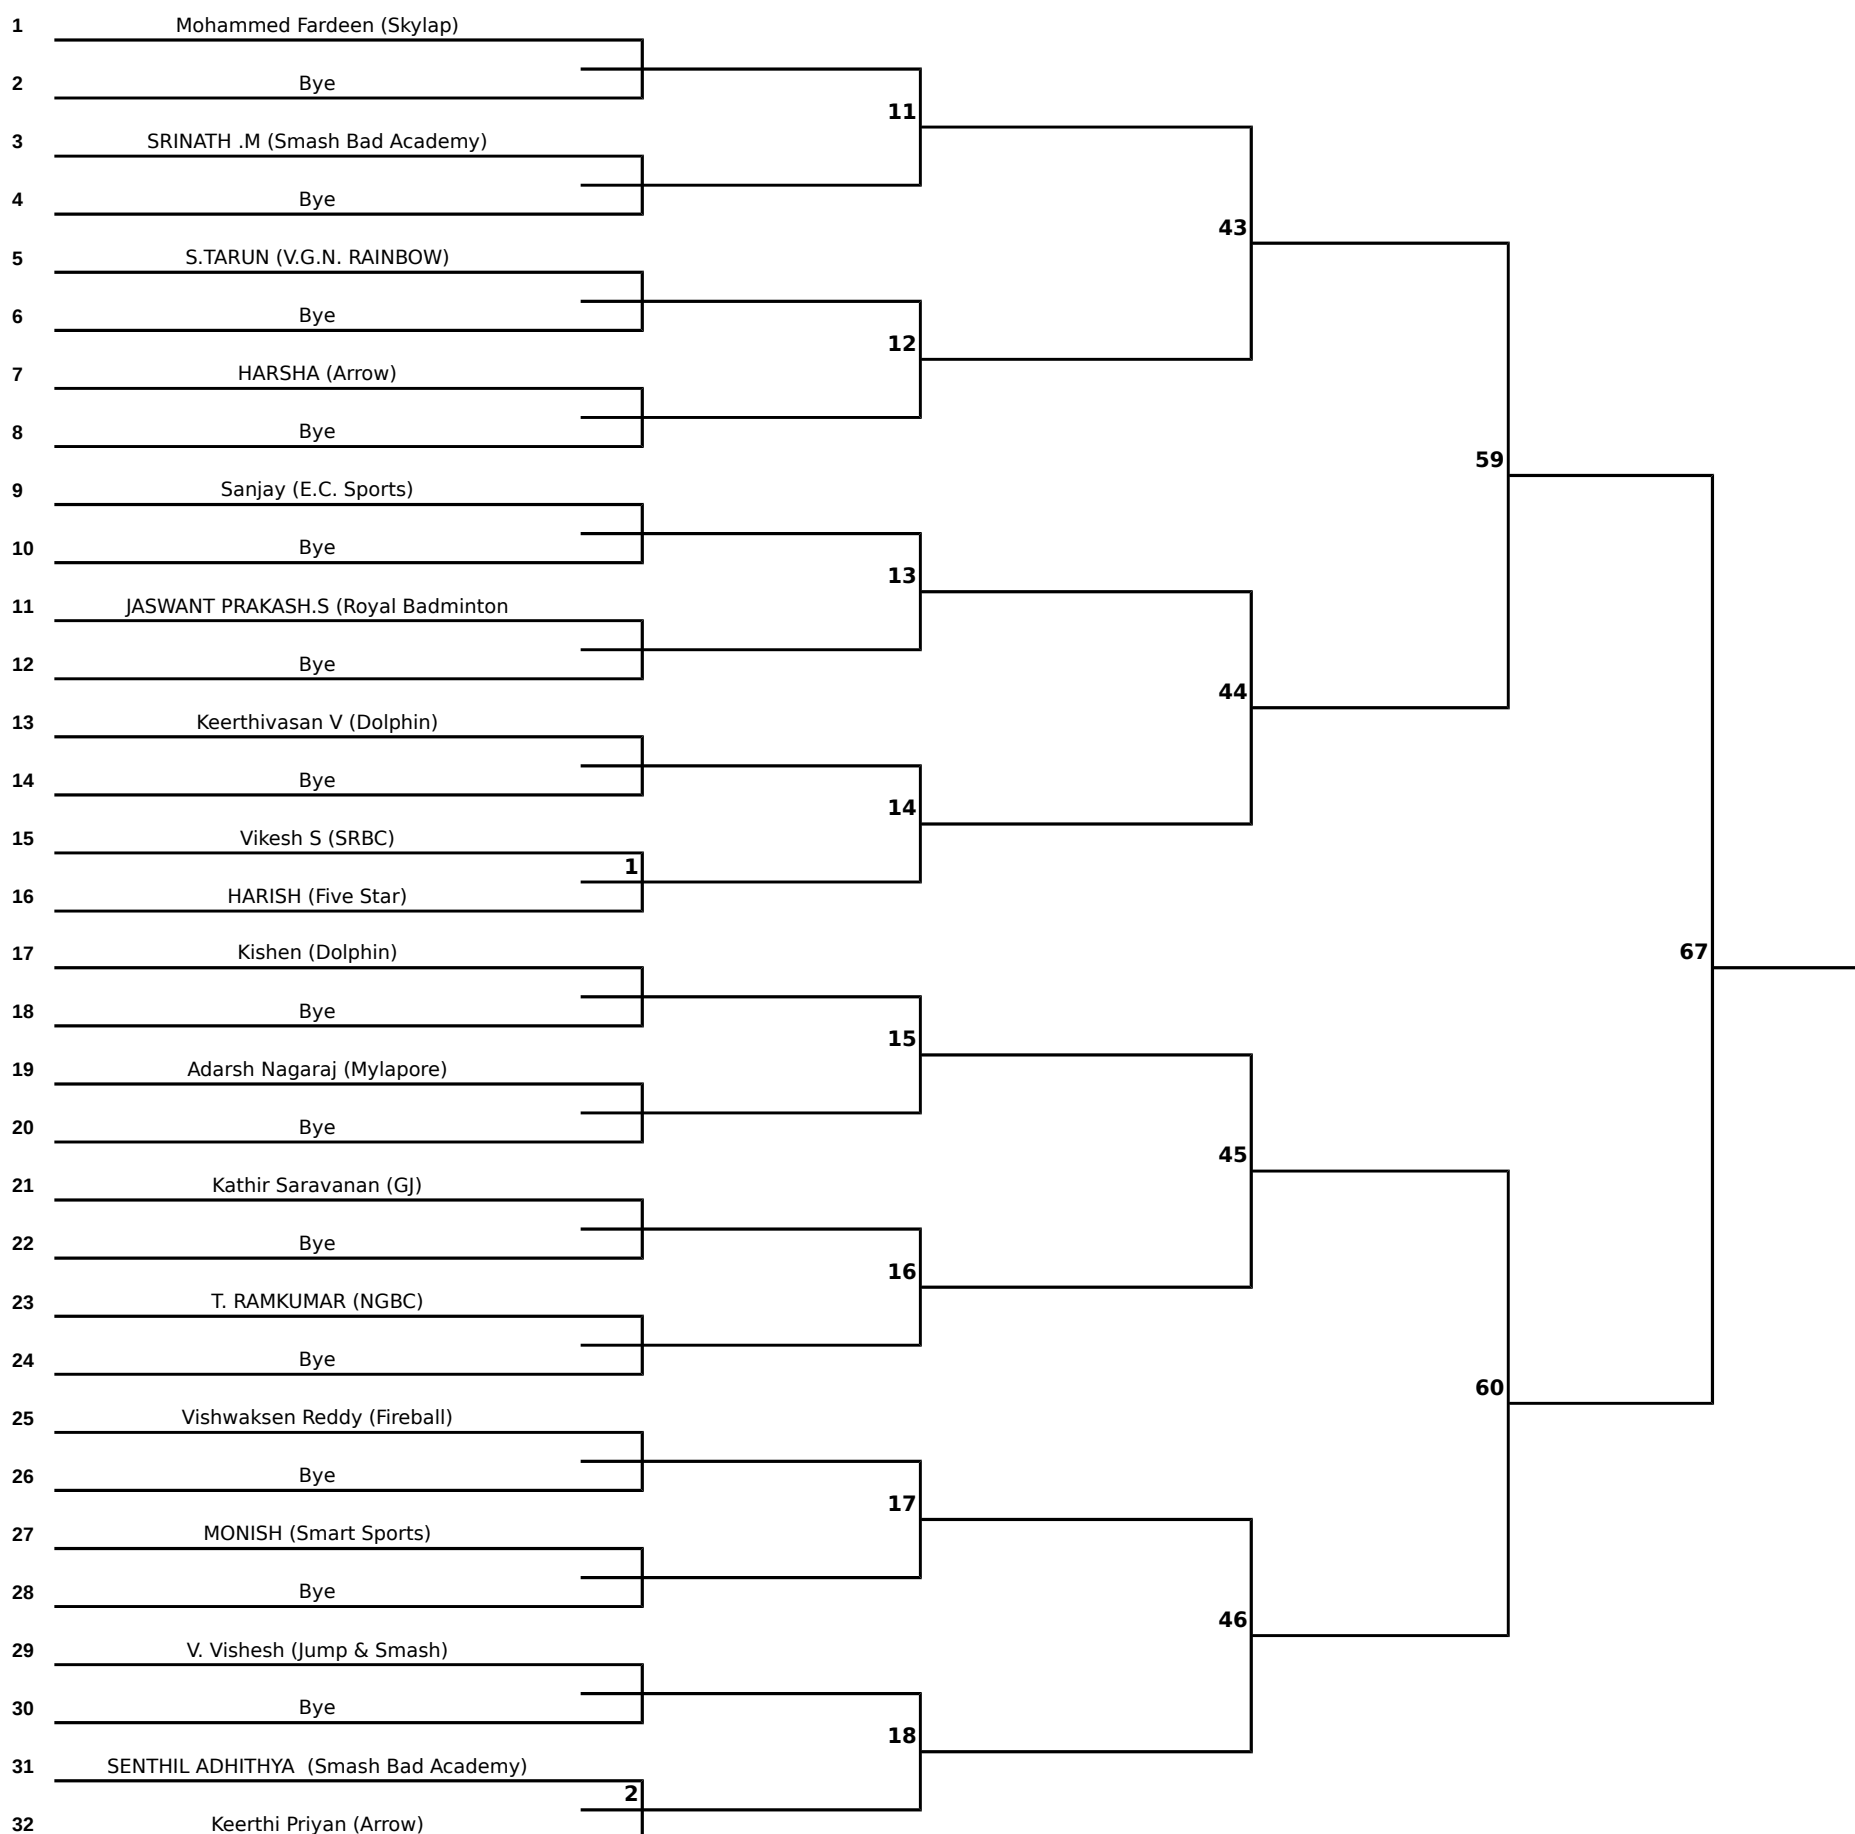 1 Mohammed Fardeen (Skylap)
2 Bye
11
3 SRINATH .M (Smash Bad Academy)
4 Bye
43
5 S.TARUN (V.G.N. RAINBOW)
6 Bye
12
7 HARSHA (Arrow)
8 Bye
59
9 Sanjay (E.C. Sports)
10 Bye
13
11 JASWANT PRAKASH.S (Royal Badminton
12 Bye
44
13 Keerthivasan V (Dolphin)
14 Bye
14
15 Vikesh S (SRBC)
1
16 HARISH (Five Star)
17 Kishen (Dolphin)
67
18 Bye
15
19 Adarsh Nagaraj (Mylapore)
20 Bye
45
21 Kathir Saravanan (GJ)
22 Bye
16
23 T. RAMKUMAR (NGBC)
24 Bye
60
25 Vishwaksen Reddy (Fireball)
26 Bye
17
27 MONISH (Smart Sports)
28 Bye
46
29 V. Vishesh (Jump & Smash)
30 Bye
18
31 SENTHIL ADHITHYA  (Smash Bad Academy)
2
32 Keerthi Priyan (Arrow)